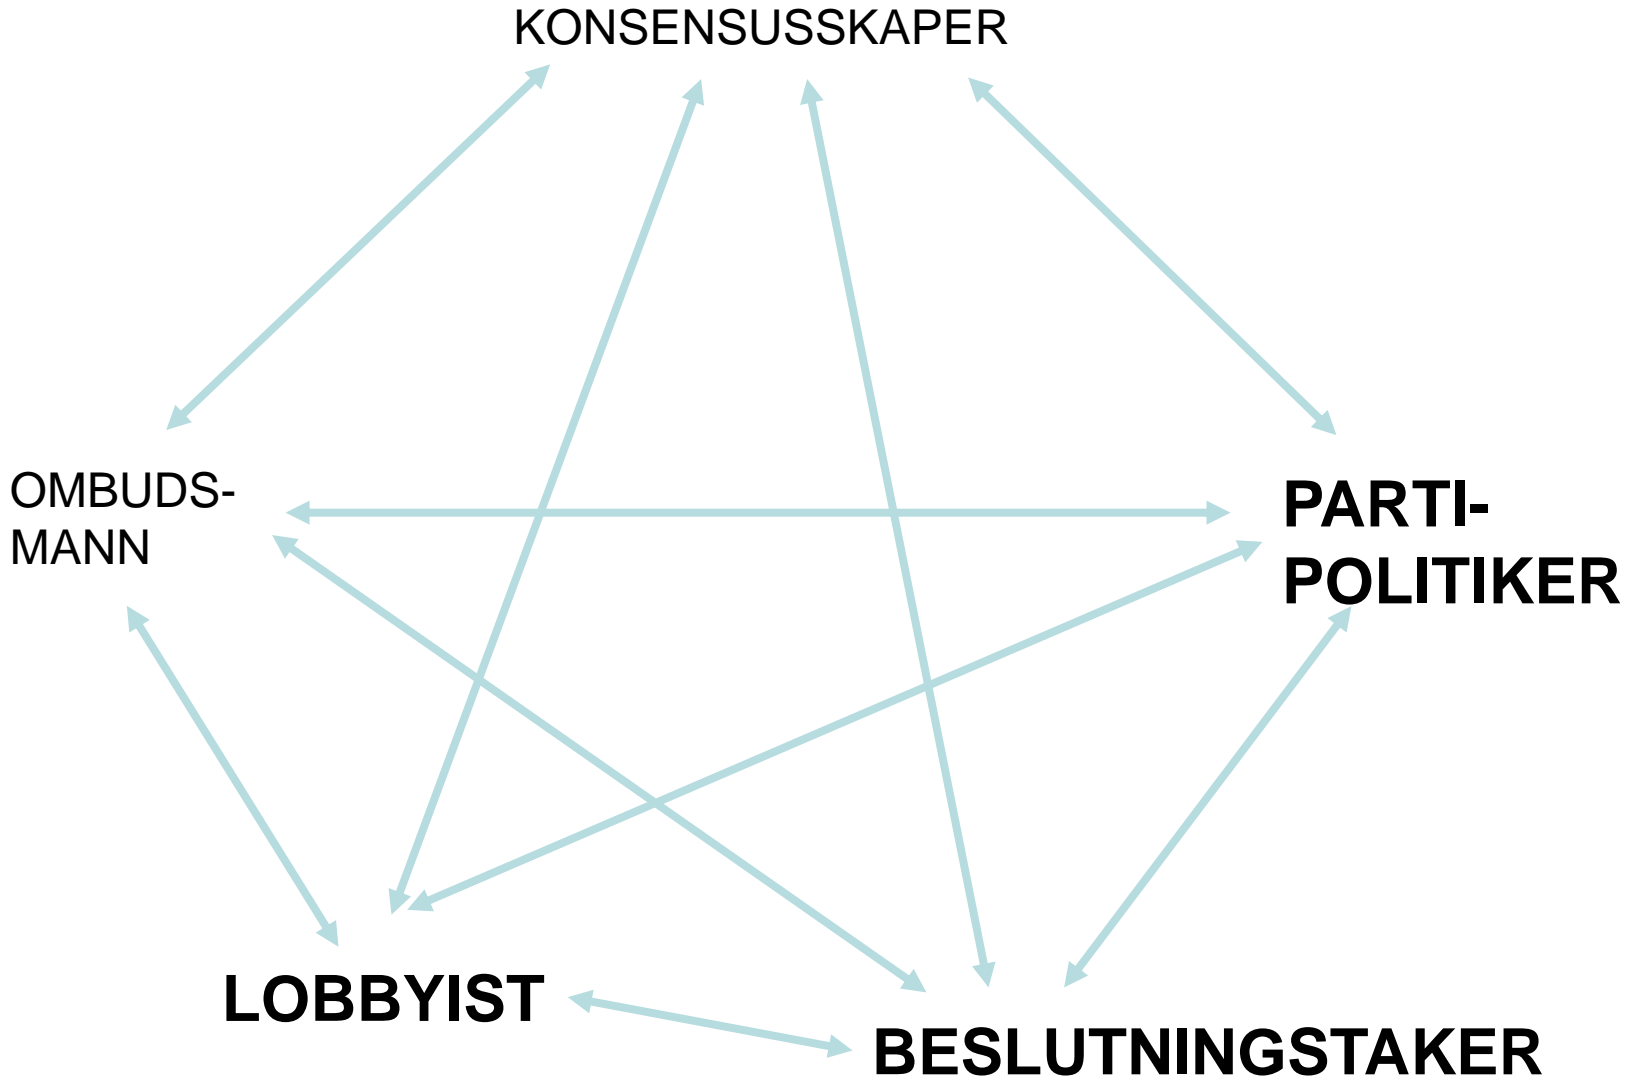 KONSENSUSSKAPER
OMBUDS-
MANN
PARTI-
POLITIKER
LOBBYIST
BESLUTNINGSTAKER